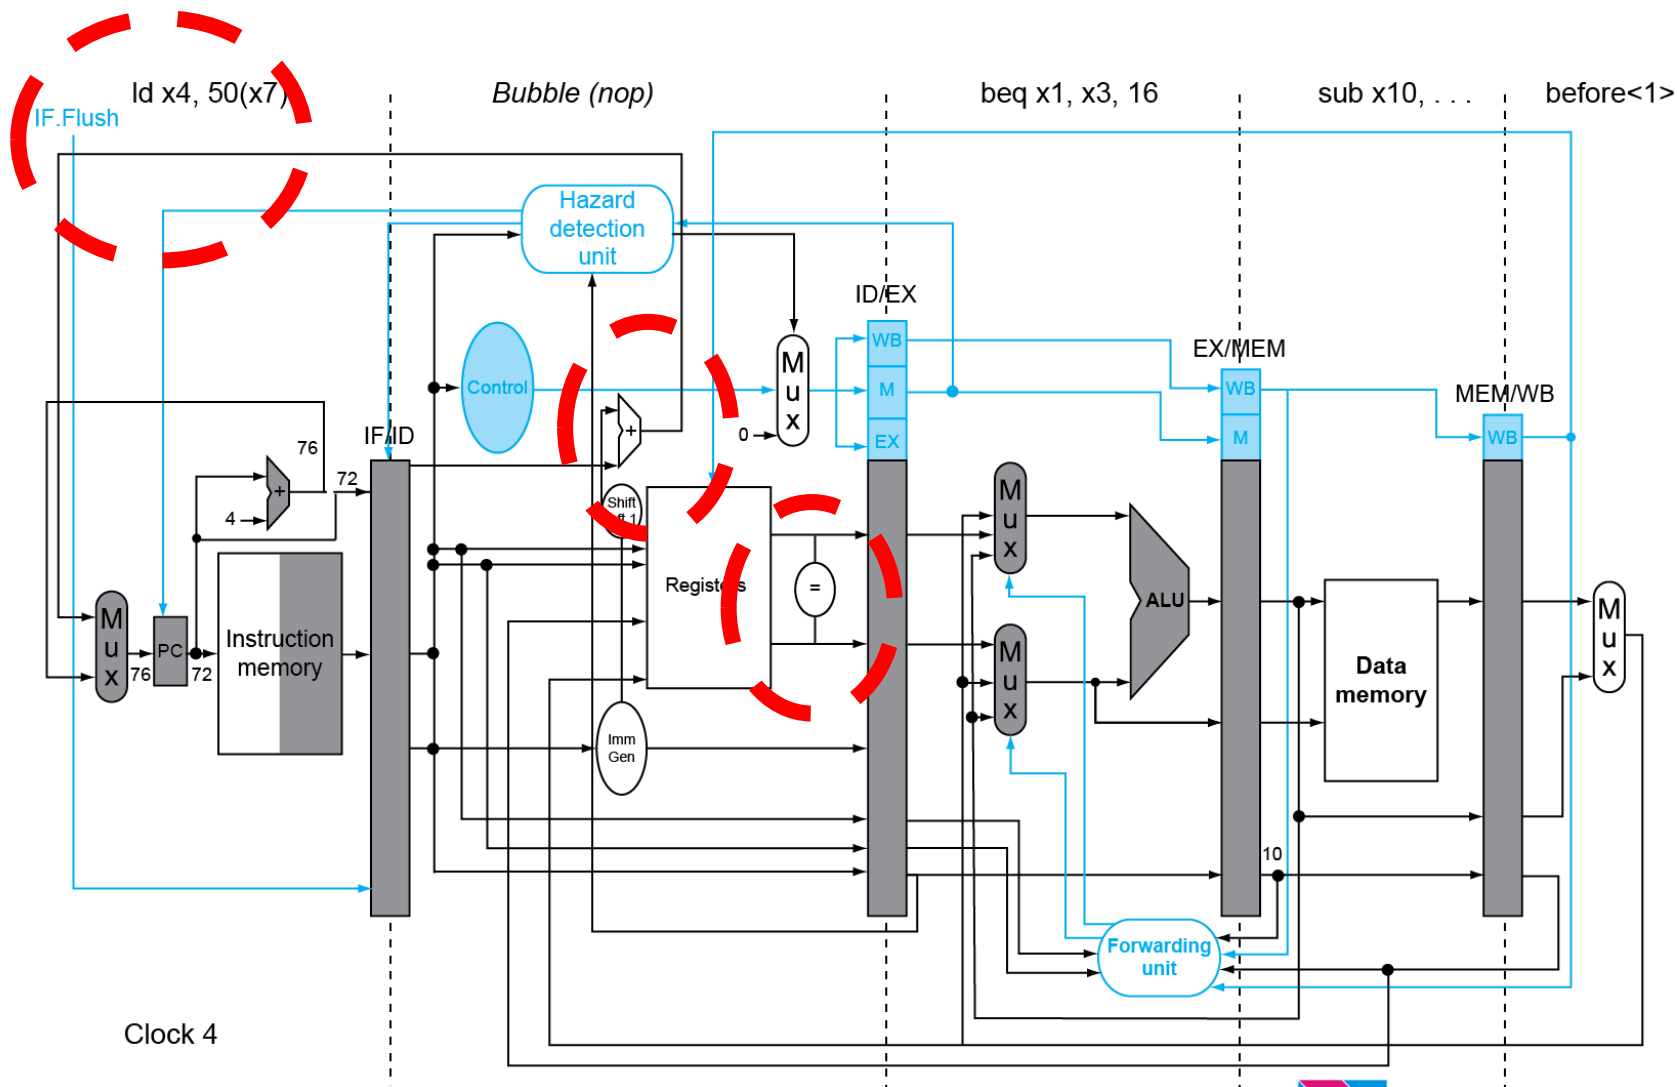 ld x4, 50(x7)
Bubble (nop)
beq x1, x3, 16
sub x10, . . .
before<1>
IF.Flush
Hazard
detection
unit
ID/EX
WB
M
EX
EX/MEM
WB
M
MEM/WB
WB
Control
M
u
x
0
+
IF/ID
76
+
72
4
Shift
Registers
=
M
u
x
M
u
x
ALU
M
u
x
76
PC
72
Instruction
memory
Data
memory
M
u
x
Imm
Gen
10
Forwarding
unit
Clock 4